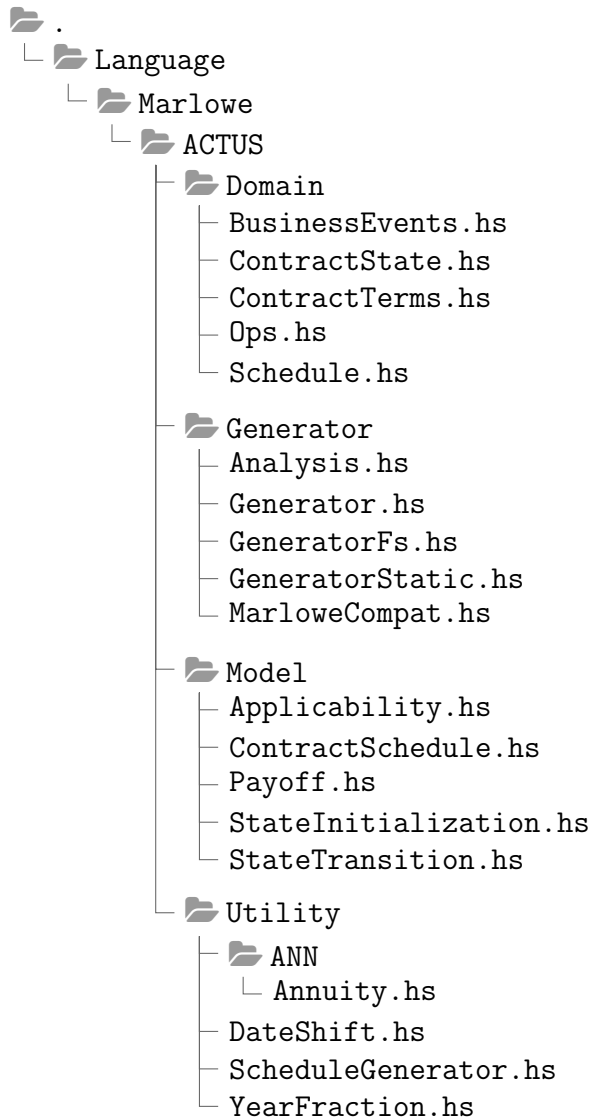 .
Language
Marlowe
ACTUS
Domain
BusinessEvents.hs
ContractState.hs
ContractTerms.hs
Ops.hs
Schedule.hs
Generator
Analysis.hs
Generator.hs
GeneratorFs.hs
GeneratorStatic.hs
MarloweCompat.hs
Model
Applicability.hs
ContractSchedule.hs
Payoff.hs
StateInitialization.hs
StateTransition.hs
Utility
ANN
Annuity.hs
DateShift.hs
ScheduleGenerator.hs
YearFraction.hs